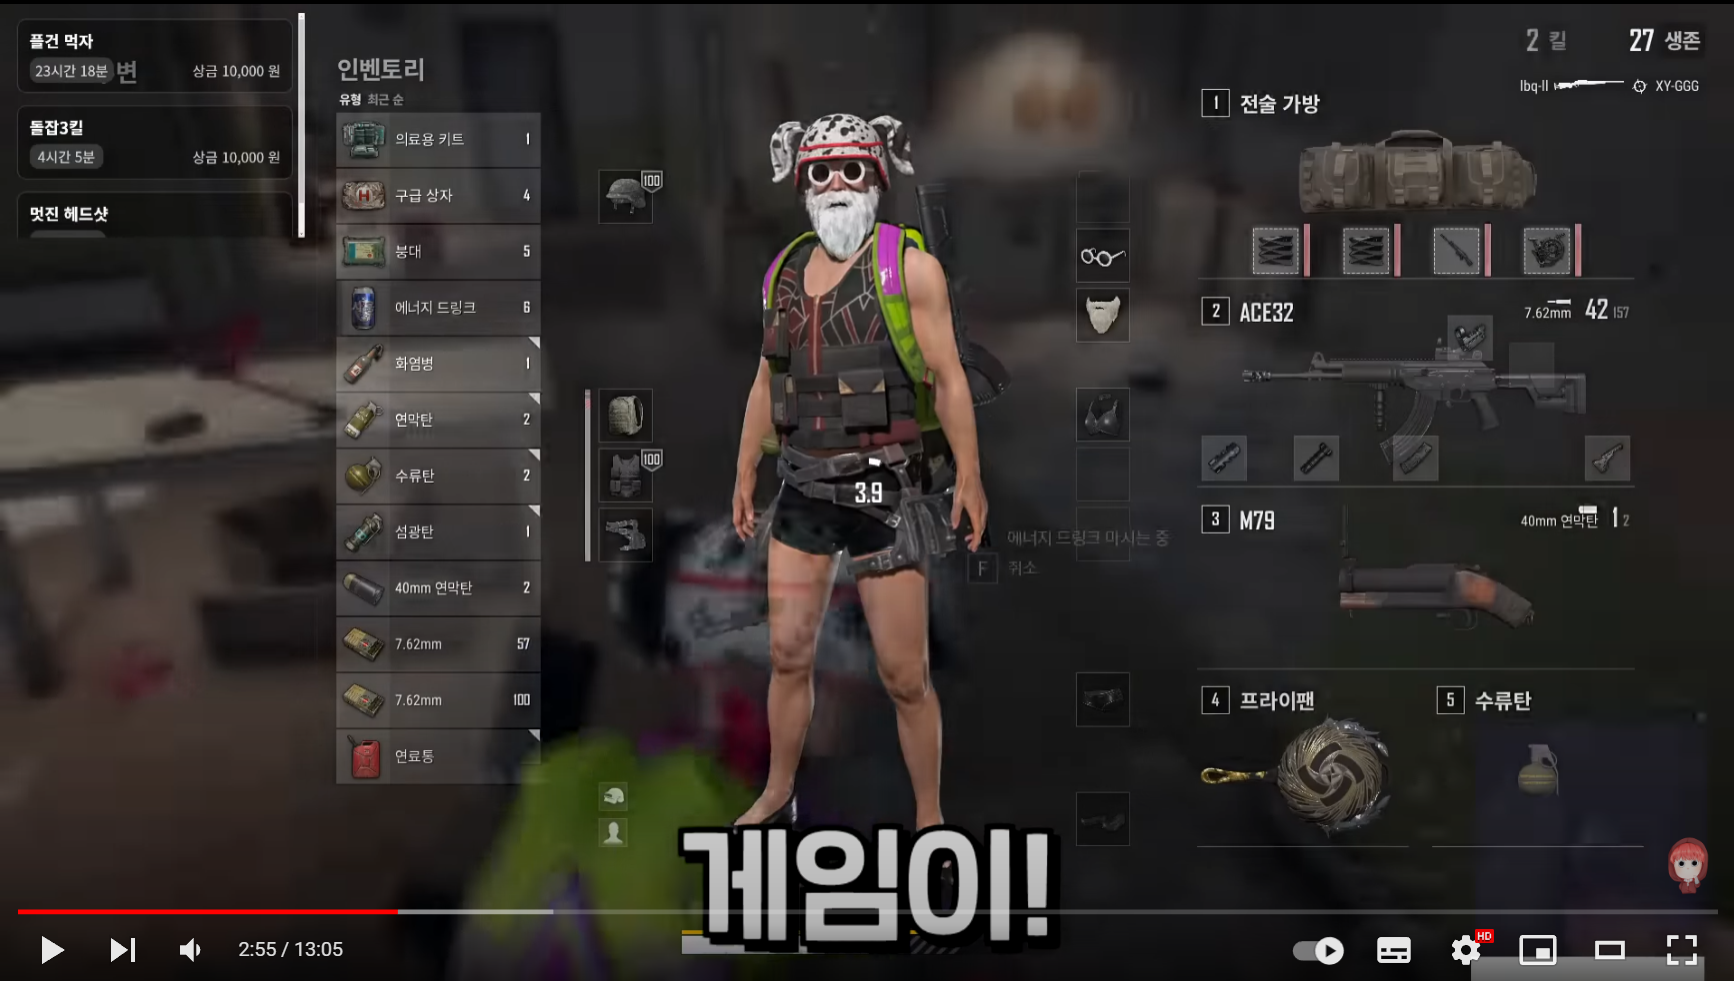 플건 먹자
23시간 18분
변
상금 10,000 원
돌잡3킬
4시간 5분
상금 10,000 원
멋진 헤드샷
인벤토리
유형 최근 순
의료용 키트 1
구급 상자 4
붕대 5
에너지 드링크 6
화염병 1
연막탄 2
수류탄 2
섬광탄 1
40mm 연막탄 2
7.62mm 57
7.62mm 100
연료통
100
100
3.9
에너지 드링크 마시는 중
F 취소
2 킬 27 생존
lbq-ll XY-GGG
1 전술 가방
2 ACE32 7.62mm 42 157
3 M79 40mm 연막탄 1 2
4 프라이팬
5 수류탄
게임이!
2:55 / 13:05
HD